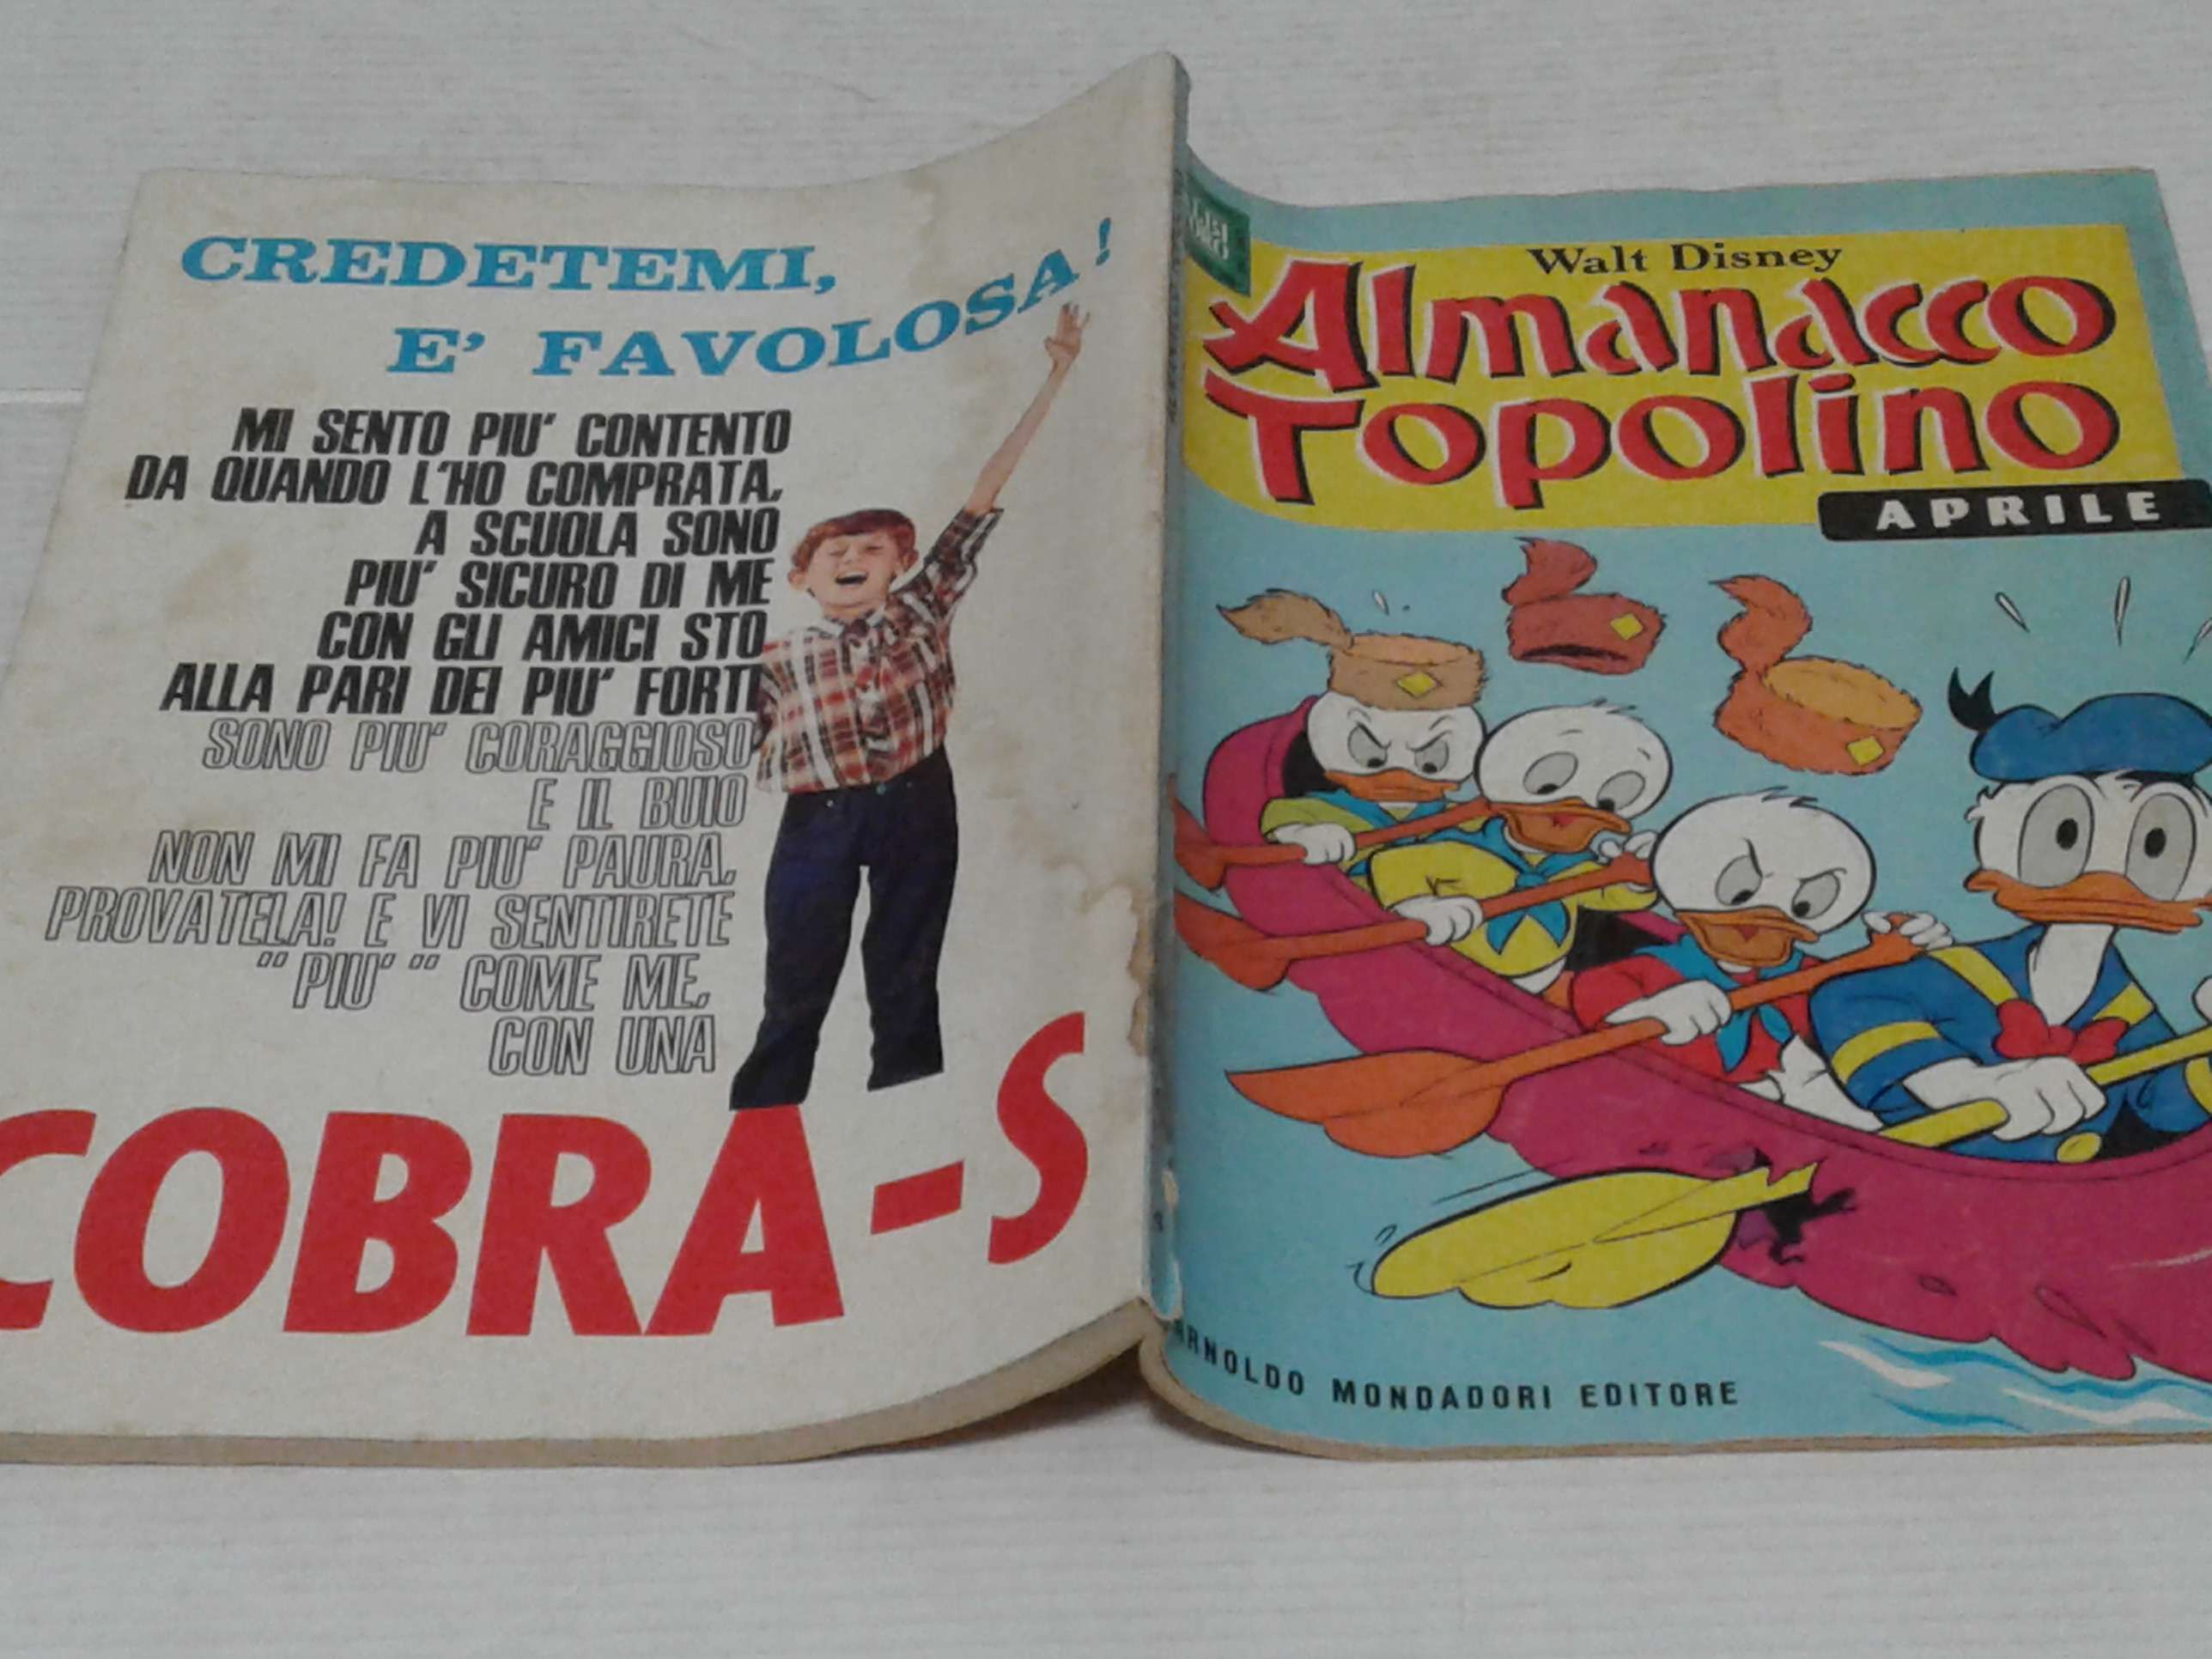 CREDETEMI,
E' FAVOLOSA!
MI SENTO PIU' CONTENTO
DA QUANDO L'HO COMPRATA,
A SCUOLA SONO
PIU' SICURO DI ME
CON GLI AMICI STO
ALLA PARI DEI PIU' FORTI
SONO PIU' CORAGGIOSO
E IL BUIO
NON MI FA PIU' PAURA.
PROVATELA! E VI SENTIRETE
"PIU'" COME ME,
CON UNA
COBRA-S
Walt Disney
Almanacco
Topolino
APRILE
ARNOLDO MONDADORI EDITORE